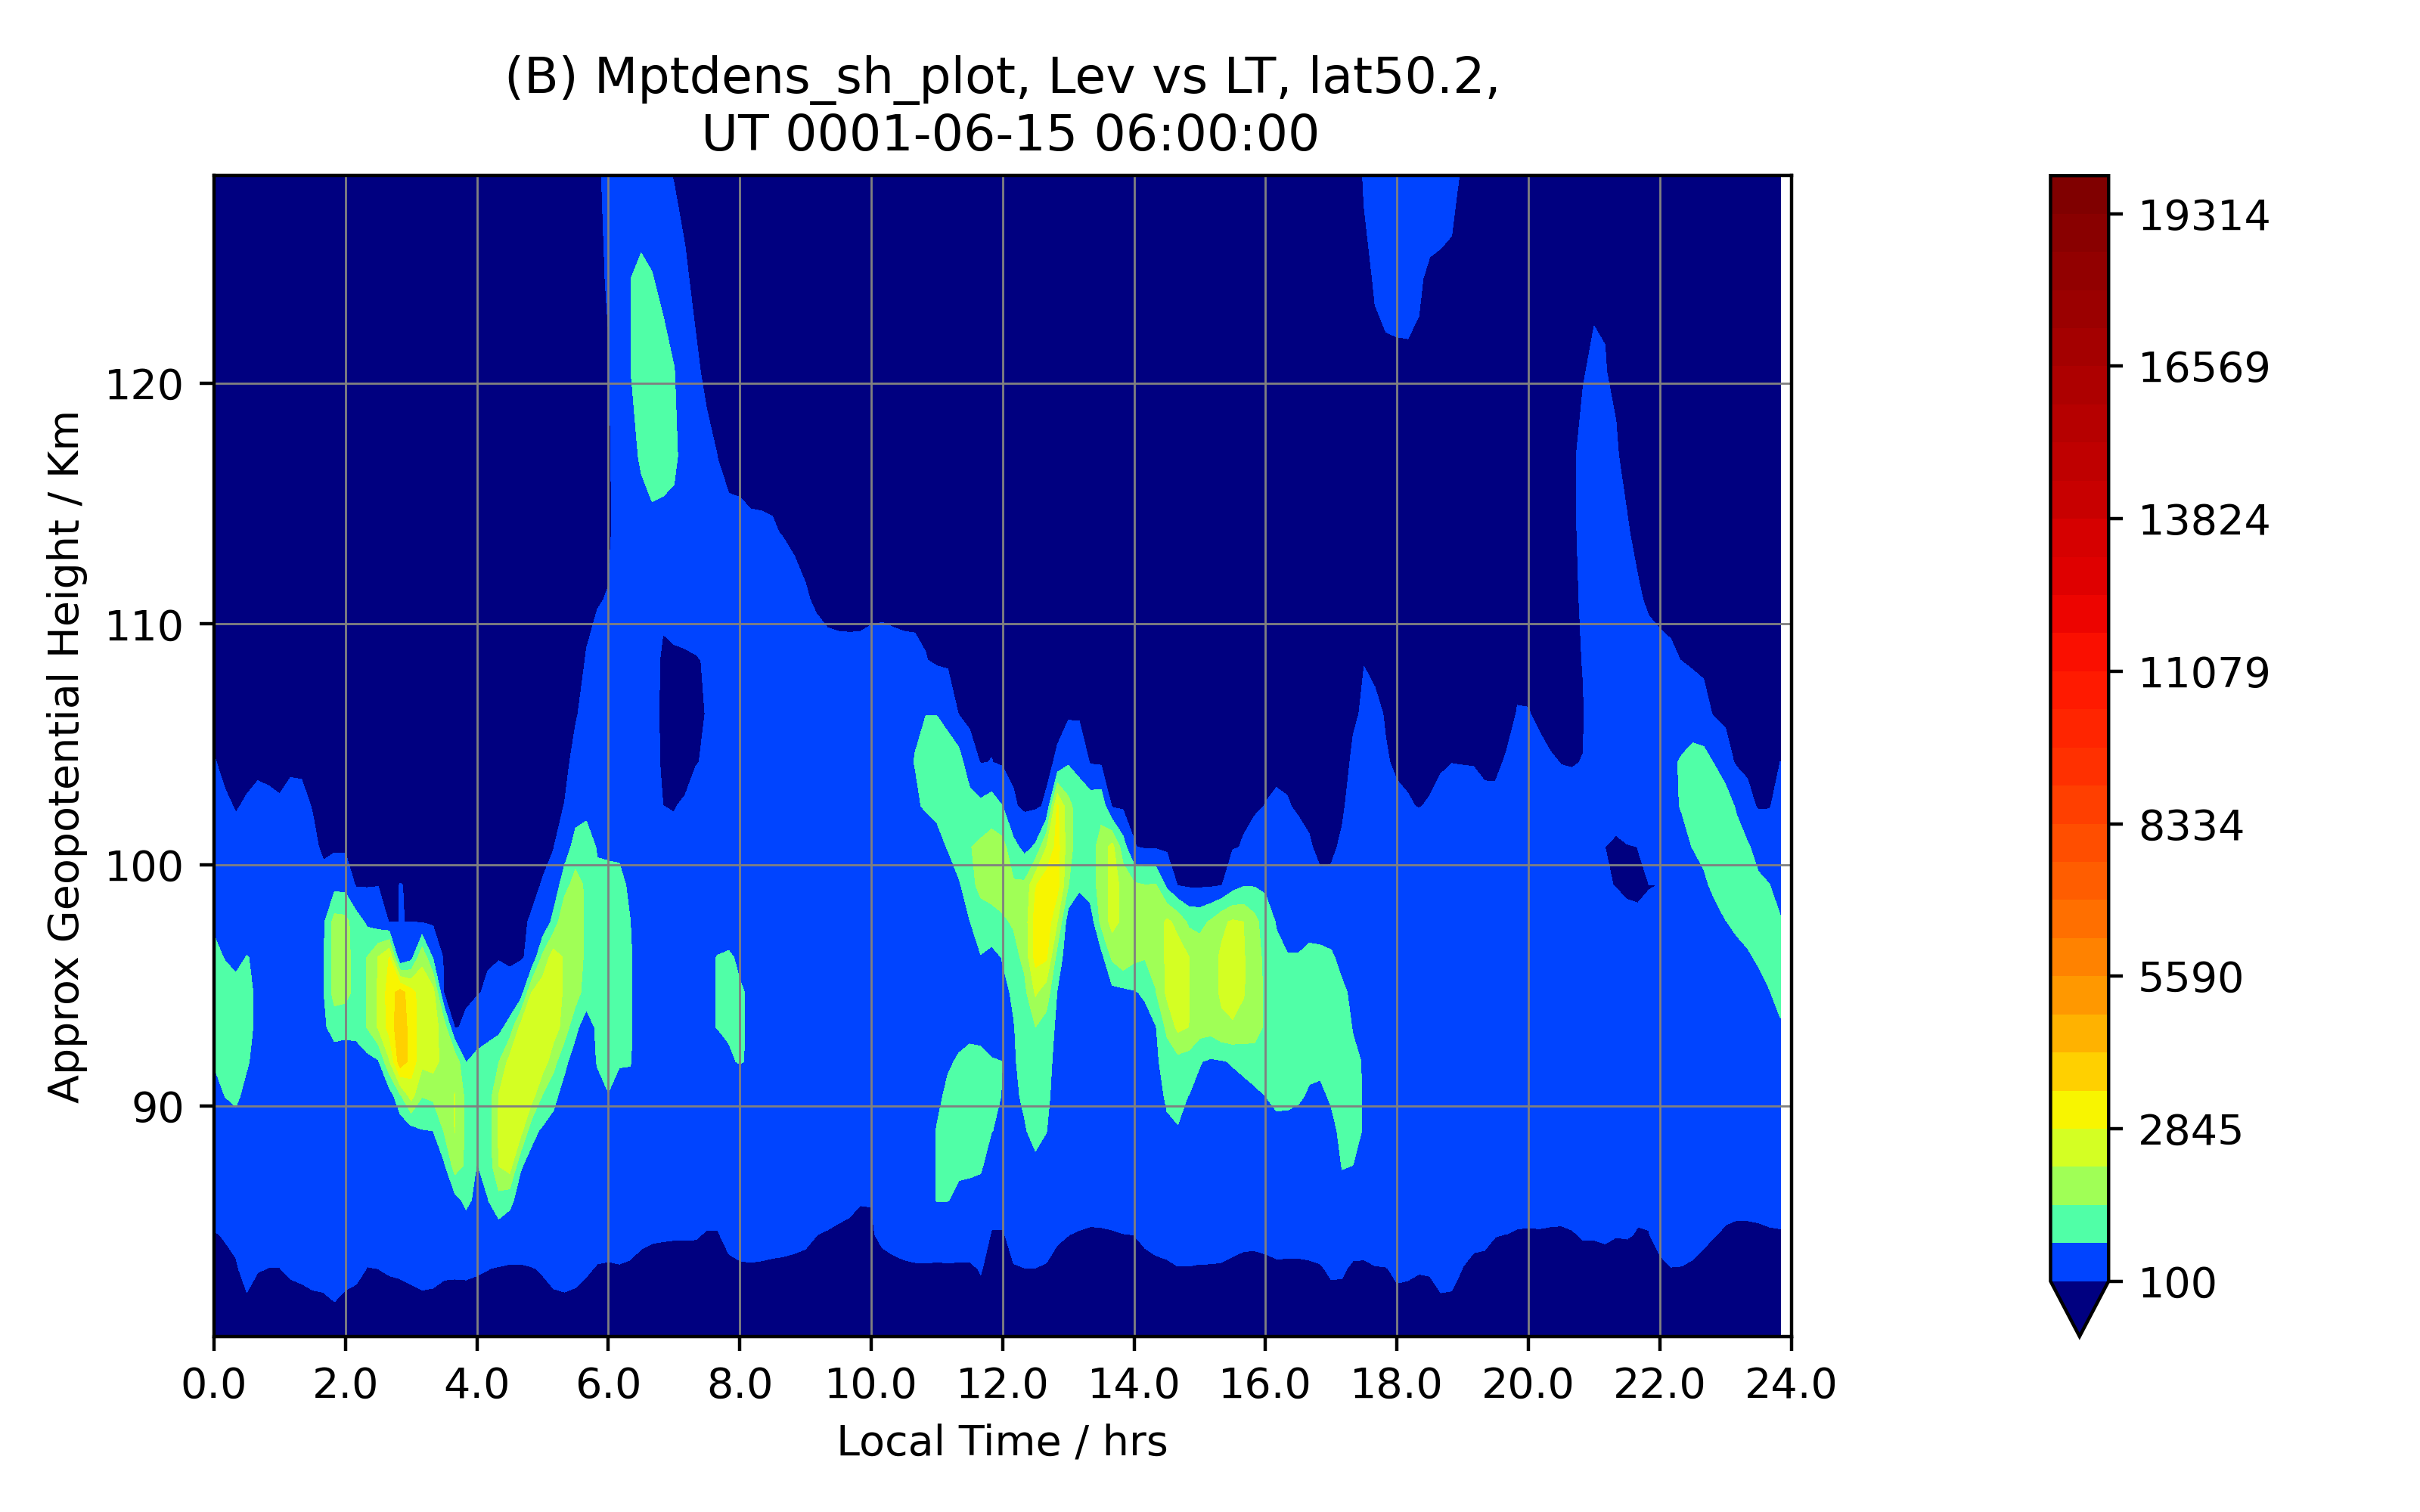 (B) Mptdens_sh_plot, Lev vs LT, lat50.2,
UT 0001-06-15 06:00:00
Approx Geopotential Height / Km
120
110
100
90
0.0 2.0 4.0 6.0 8.0 10.0 12.0 14.0 16.0 18.0 20.0 22.0 24.0
Local Time / hrs
19314
16569
13824
11079
8334
5590
2845
100